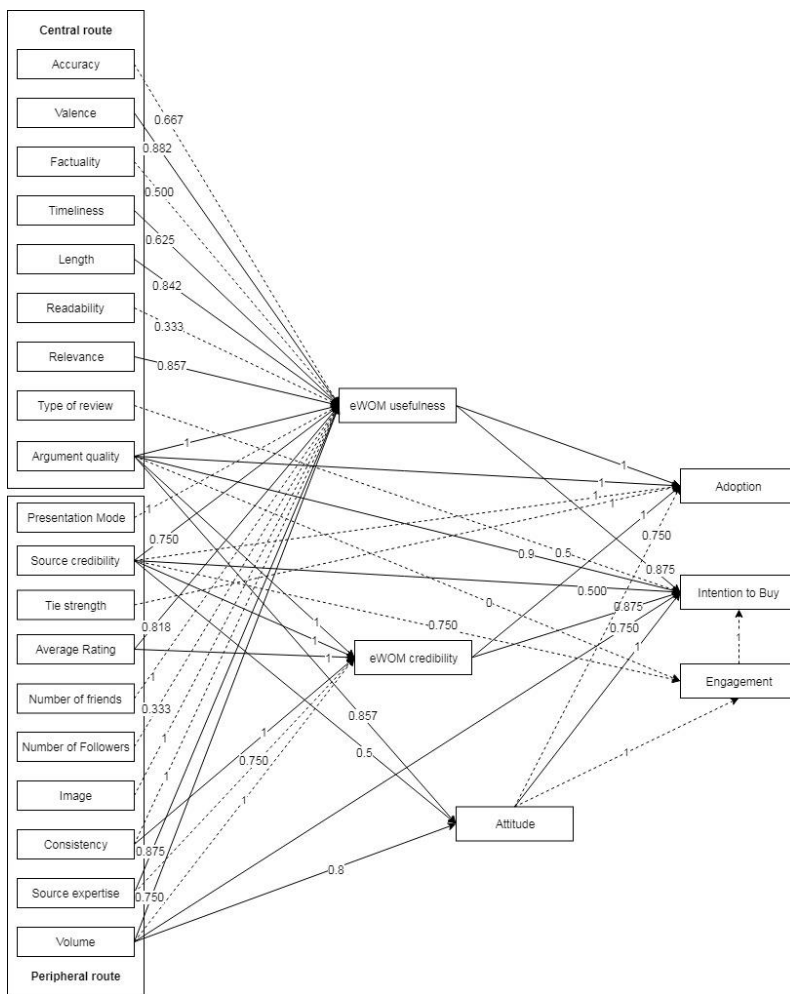 Central route
Accuracy
Valence
Factuality
Timeliness
Length
Readability
Relevance
Type of review
Argument quality
Presentation Mode
Source credibility
Tie strength
Average Rating
Number of friends
Number of Followers
Image
Consistency
Source expertise
Volume
Peripheral route
0.667
0.882
0.500
0.625
0.842
0.333
0.857
1
1
0.750
0.818
1
0.333
1
1
0.875
0.750
eWOM usefulness
1
1
1
1
1
0.750
0.9
0.5
0.875
0.500
0.875
0.750
0.750
0
1
1
1
1
1
0.750
1
0.857
0.5
0.8
1
1
eWOM credibility
Attitude
Adoption
Intention to Buy
Engagement